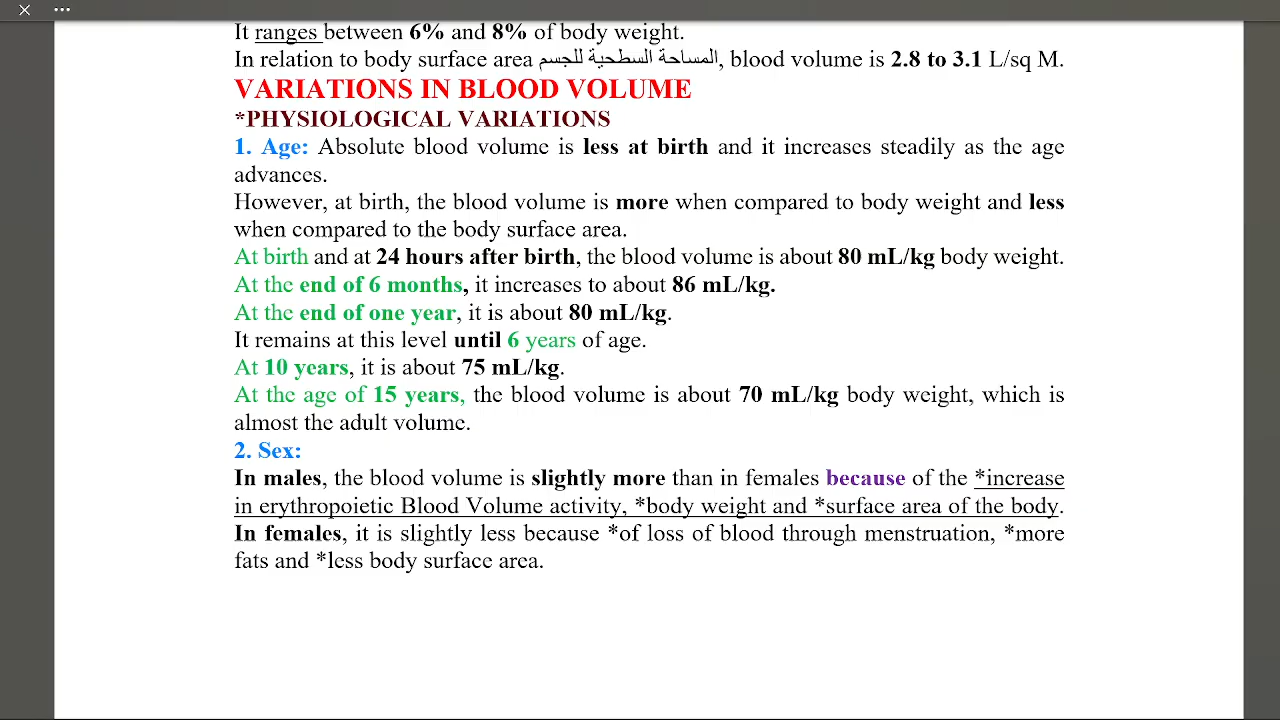 It ranges between 6% and 8% of body weight.
In relation to body surface area المساحة السطحية للجسم, blood volume is 2.8 to 3.1 L/sq M.
VARIATIONS IN BLOOD VOLUME
*PHYSIOLOGICAL VARIATIONS
1. Age: Absolute blood volume is less at birth and it increases steadily as the age
advances.
However, at birth, the blood volume is more when compared to body weight and less
when compared to the body surface area.
At birth and at 24 hours after birth, the blood volume is about 80 mL/kg body weight.
At the end of 6 months, it increases to about 86 mL/kg.
At the end of one year, it is about 80 mL/kg.
It remains at this level until 6 years of age.
At 10 years, it is about 75 mL/kg.
At the age of 15 years, the blood volume is about 70 mL/kg body weight, which is
almost the adult volume.
2. Sex:
In males, the blood volume is slightly more than in females because of the *increase
in erythropoietic Blood Volume activity, *body weight and *surface area of the body.
In females, it is slightly less because *of loss of blood through menstruation, *more
fats and *less body surface area.